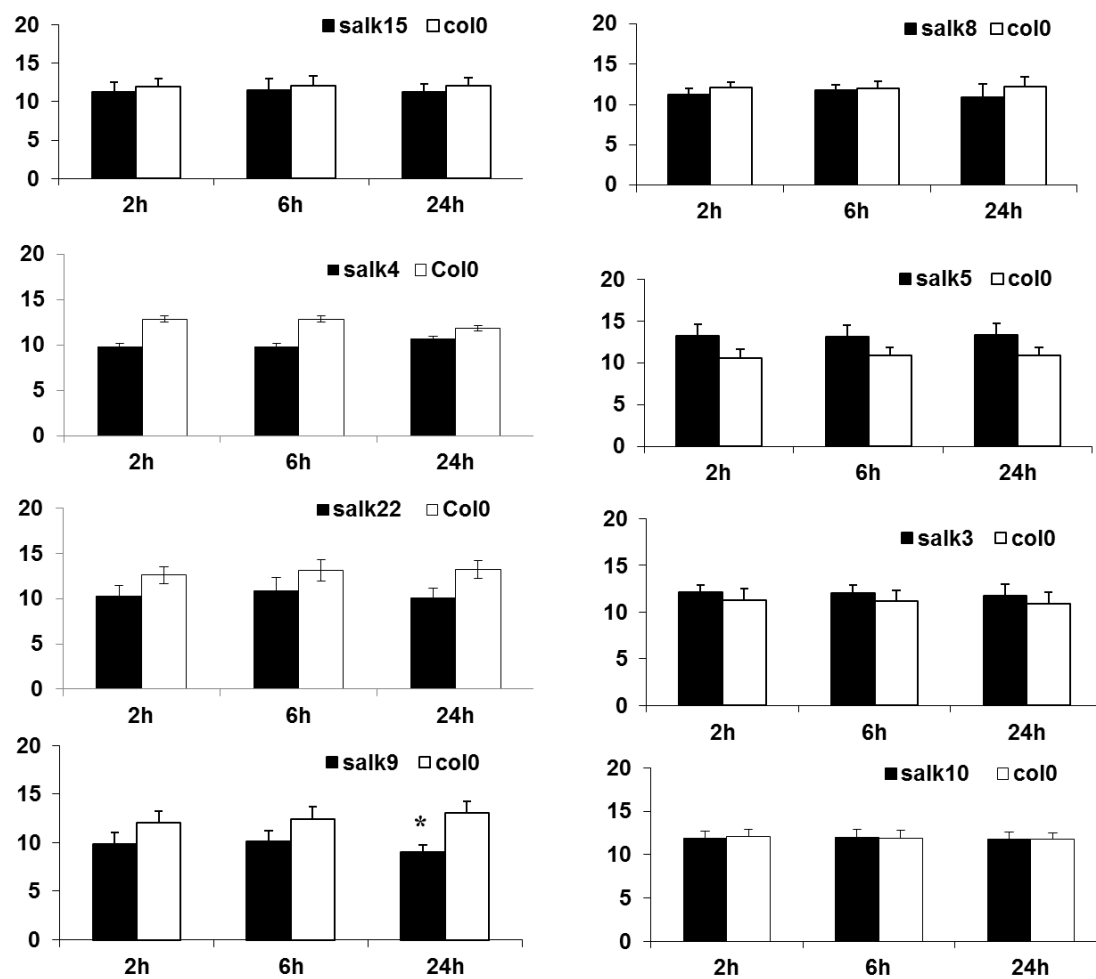 salk15 col0
20
15
10
5
0
2h 6h 24h
salk8 col0
20
15
10
5
0
2h 6h 24h
salk4 Col0
20
15
10
5
0
2h 6h 24h
salk5 col0
20
15
10
5
0
2h 6h 24h
salk22 Col0
20
15
10
5
0
2h 6h 24h
salk3 col0
20
15
10
5
0
2h 6h 24h
salk9 col0
20
15
10
5
0
*
2h 6h 24h
salk10 col0
20
15
10
5
0
2h 6h 24h